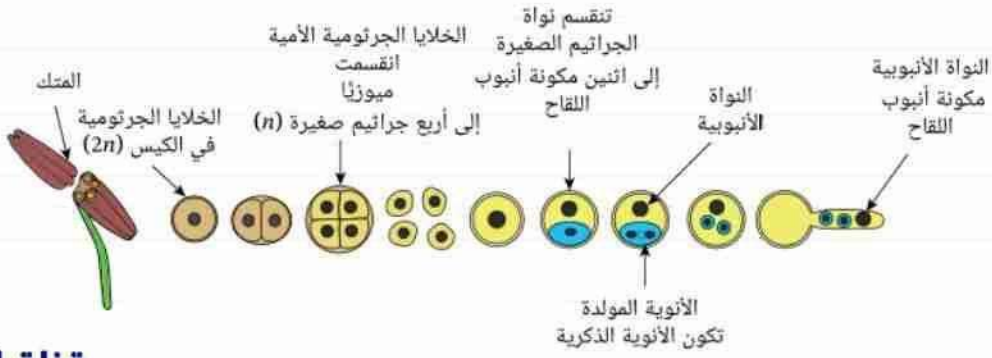 المتك
الخلايا الجرثومية
في الكيس (2n)
الخلايا الجرثومية الأمية
انقسمت
ميوزيًا
إلى أربع جراثيم صغيرة (n)
تنقسم نواة
الجراثيم الصغيرة
إلى اثنين مكونة أنبوب
اللقاح
النواة
الأنبوبية
النواة الأنبوبية
مكونة أنبوب
اللقاح
الأنوية المولدة
تكون الأنوية الذكرية